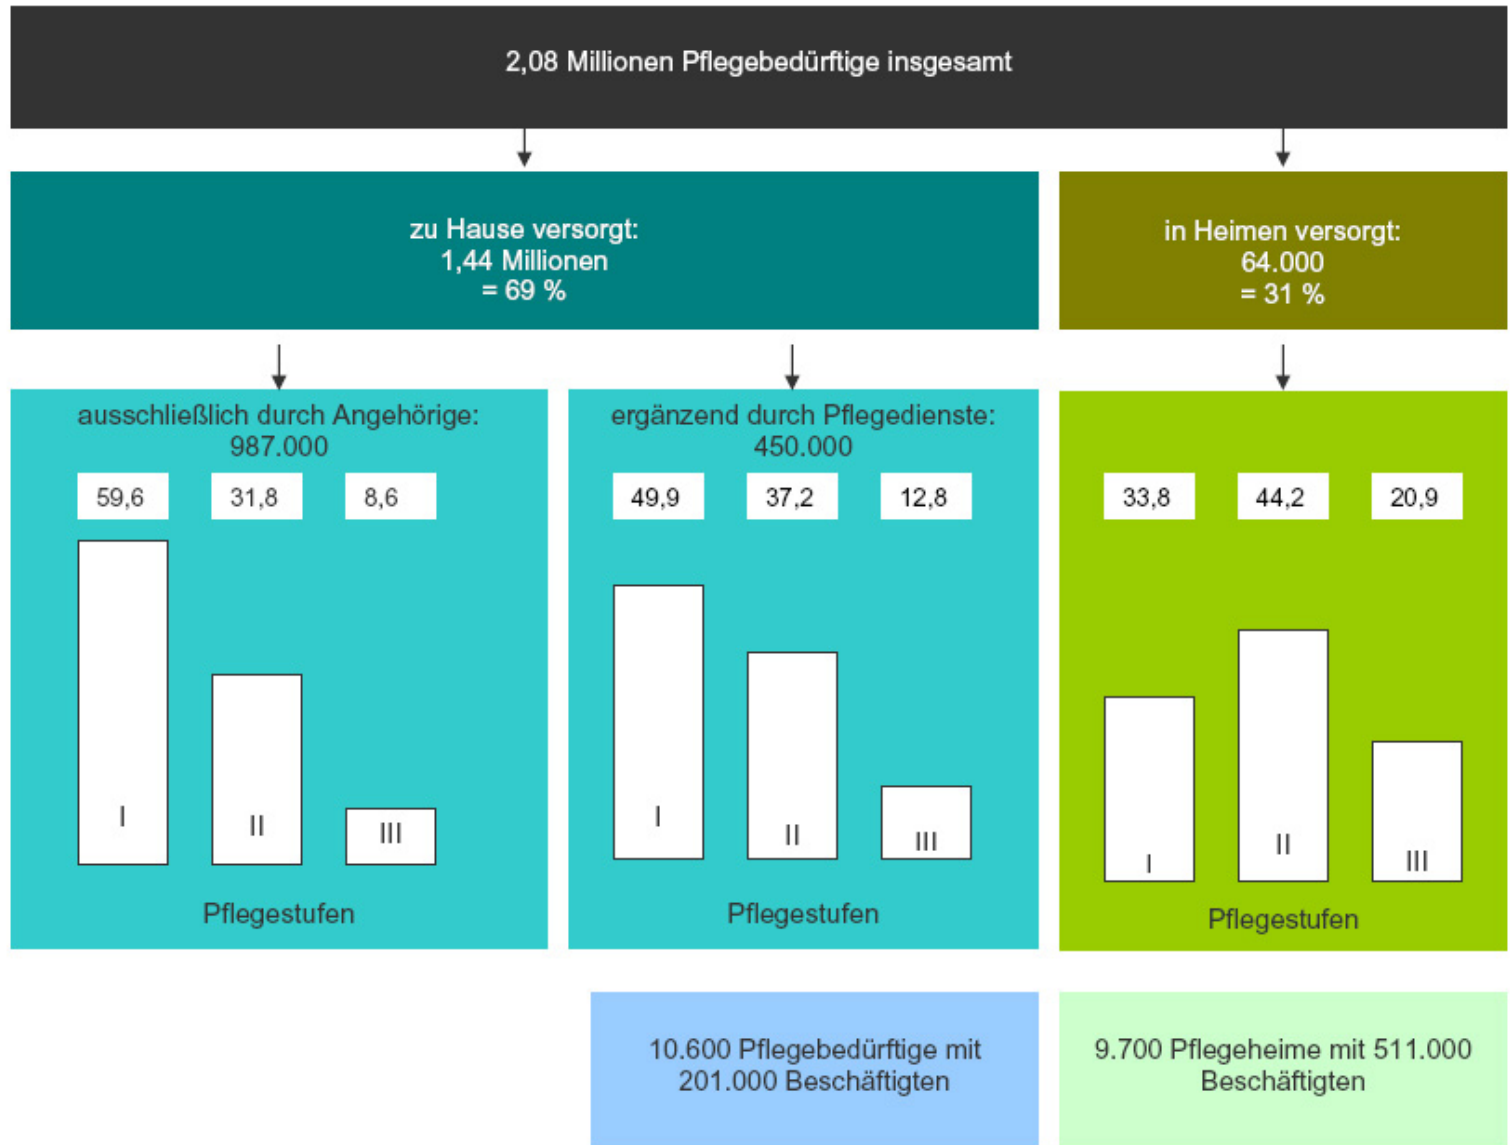 2,08 Millionen Pflegebedürftige insgesamt
zu Hause versorgt:
1,44 Millionen
= 69 %
in Heimen versorgt:
64.000
= 31 %
ausschließlich durch Angehörige:
987.000
59,6 31,8 8,6
I II III
Pflegestufen
ergänzend durch Pflegedienste:
450.000
49,9 37,2 12,8
I II III
Pflegestufen
33,8 44,2 20,9
I II III
Pflegestufen
10.600 Pflegebedürftige mit
201.000 Beschäftigten
9.700 Pflegeheime mit 511.000
Beschäftigten